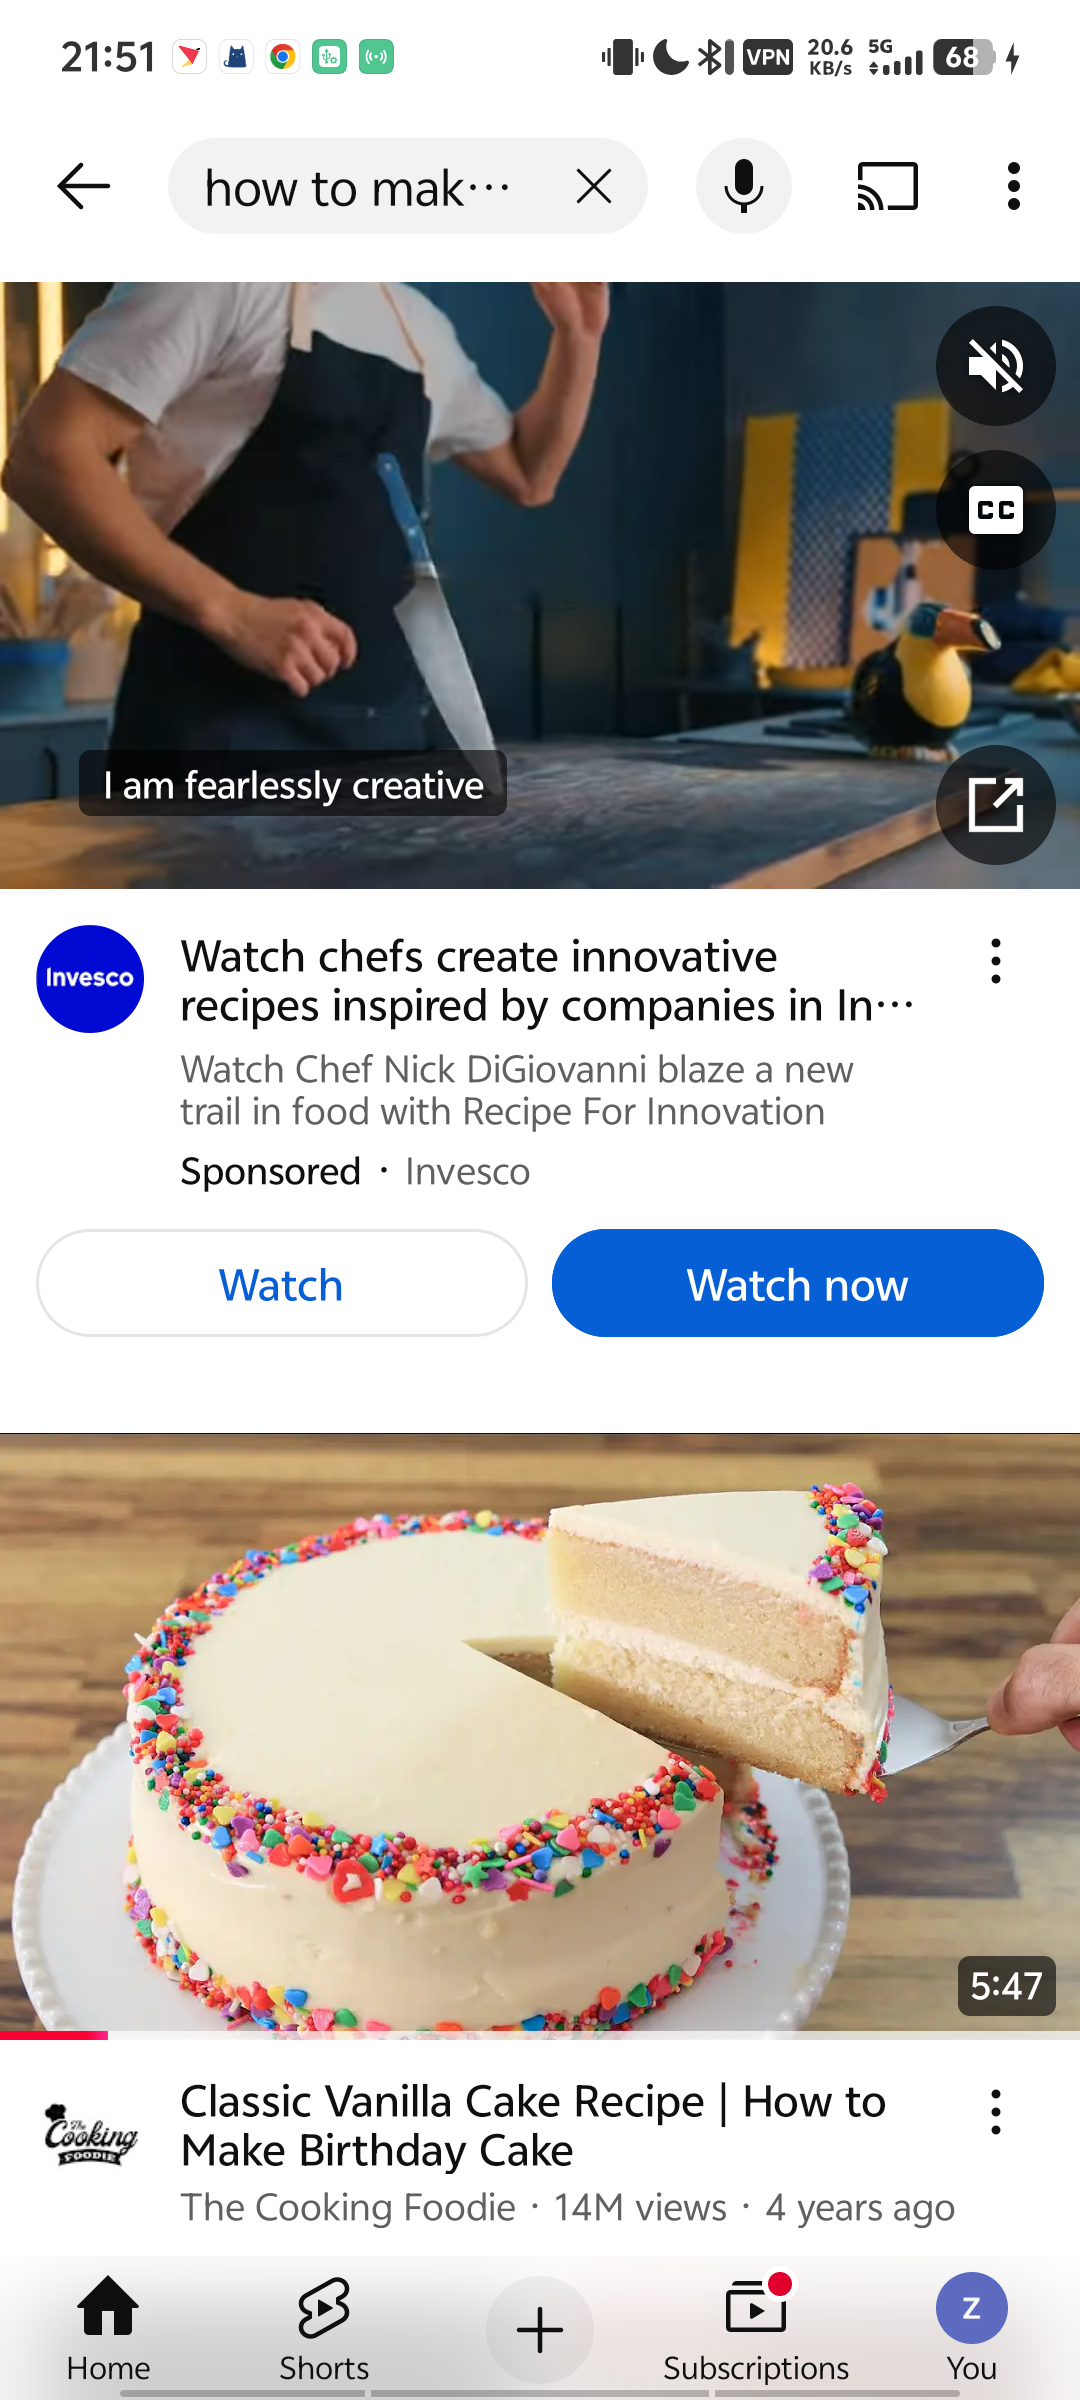 21:51
VPN
20.6
KB/s
5G
68
how to mak···
CC
I am fearlessly creative
Invesco
Watch chefs create innovative
recipes inspired by companies in In···
Watch Chef Nick DiGiovanni blaze a new
trail in food with Recipe For Innovation
Sponsored · Invesco
Watch
Watch now
5:47
The
Cooking
FOODIE
Classic Vanilla Cake Recipe | How to
Make Birthday Cake
The Cooking Foodie · 14M views · 4 years ago
Z
Home
Shorts
Subscriptions
You